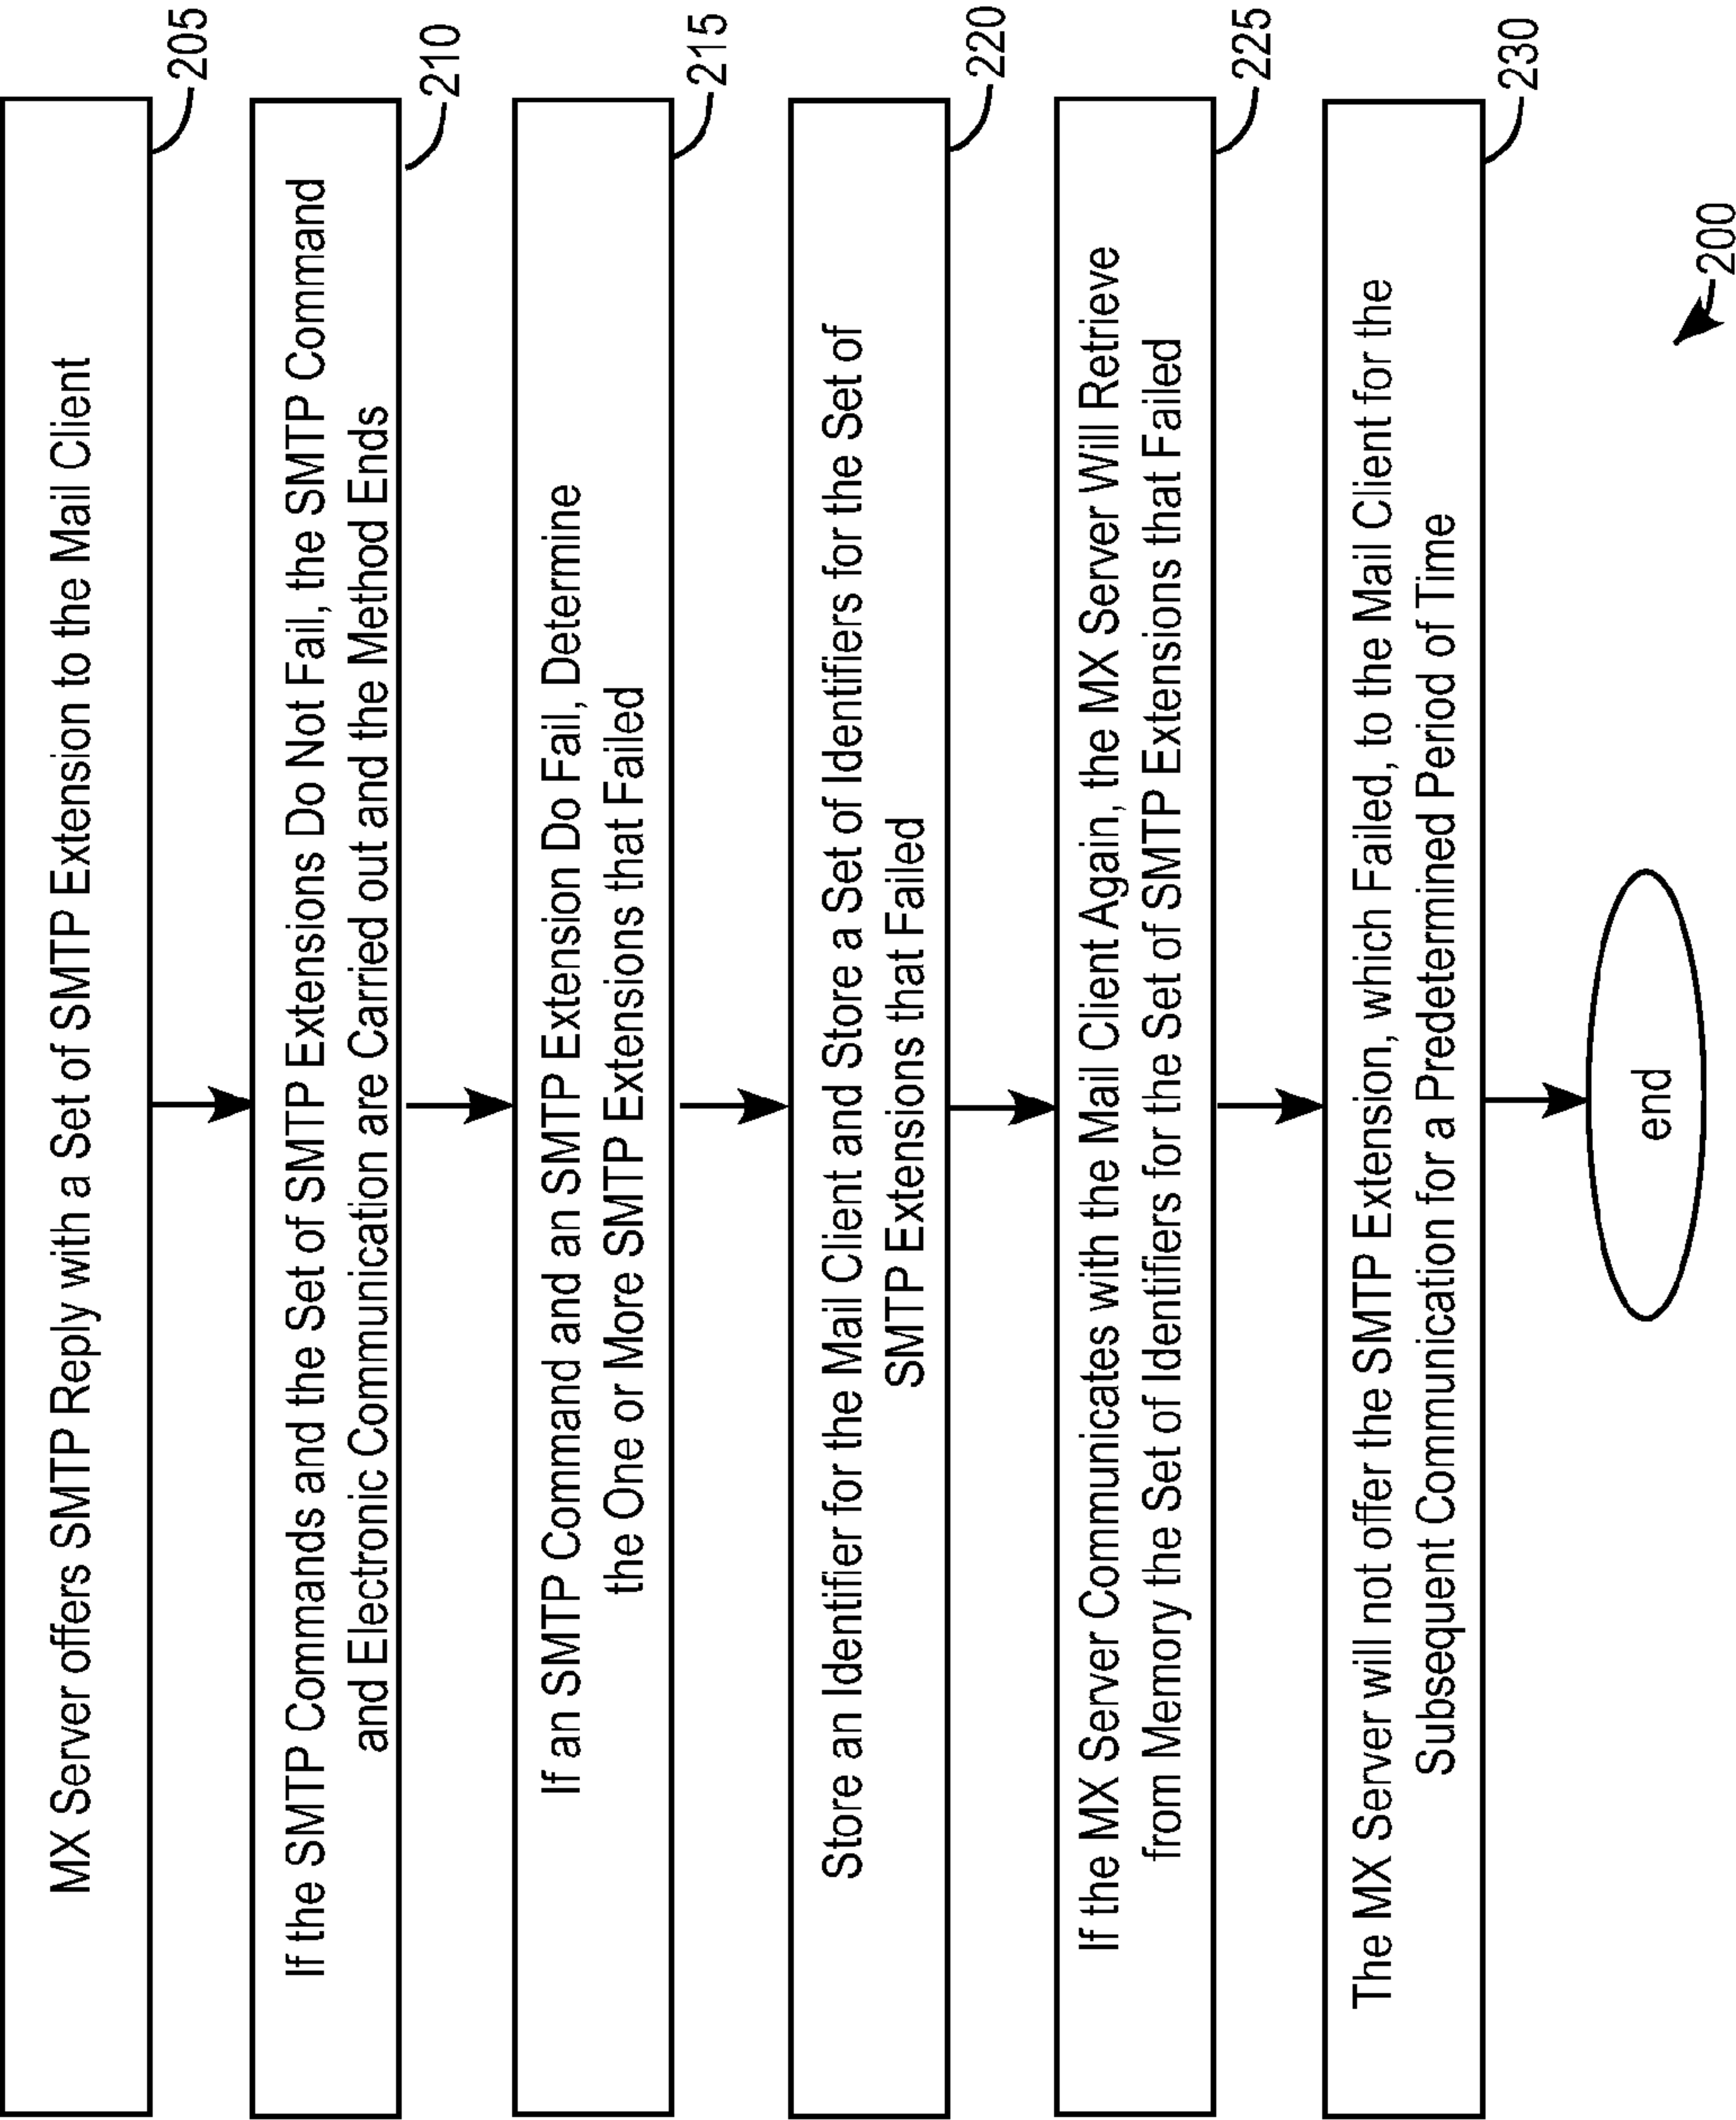 MX Server offers SMTP Reply with a Set of SMTP Extension to the Mail Client
205
If the SMTP Commands and the Set of SMTP Extensions Do Not Fail, the SMTP Command
and Electronic Communication are Carried out and the Method Ends
210
If an SMTP Command and an SMTP Extension Do Fail, Determine
the One or More SMTP Extensions that Failed
215
Store an Identifier for the Mail Client and Store a Set of Identifiers for the Set of
SMTP Extensions that Failed
220
If the MX Server Communicates with the Mail Client Again, the MX Server Will Retrieve
from Memory the Set of Identifiers for the Set of SMTP Extensions that Failed
225
The MX Server will not offer the SMTP Extension, which Failed, to the Mail Client for the
Subsequent Communication for a Predetermined Period of Time
230
end
200